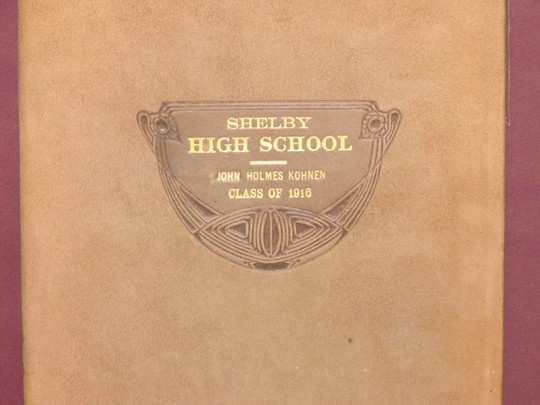 SHELBY
HIGH SCHOOL
JOHN HOLMES KOHNEN
CLASS OF 1916